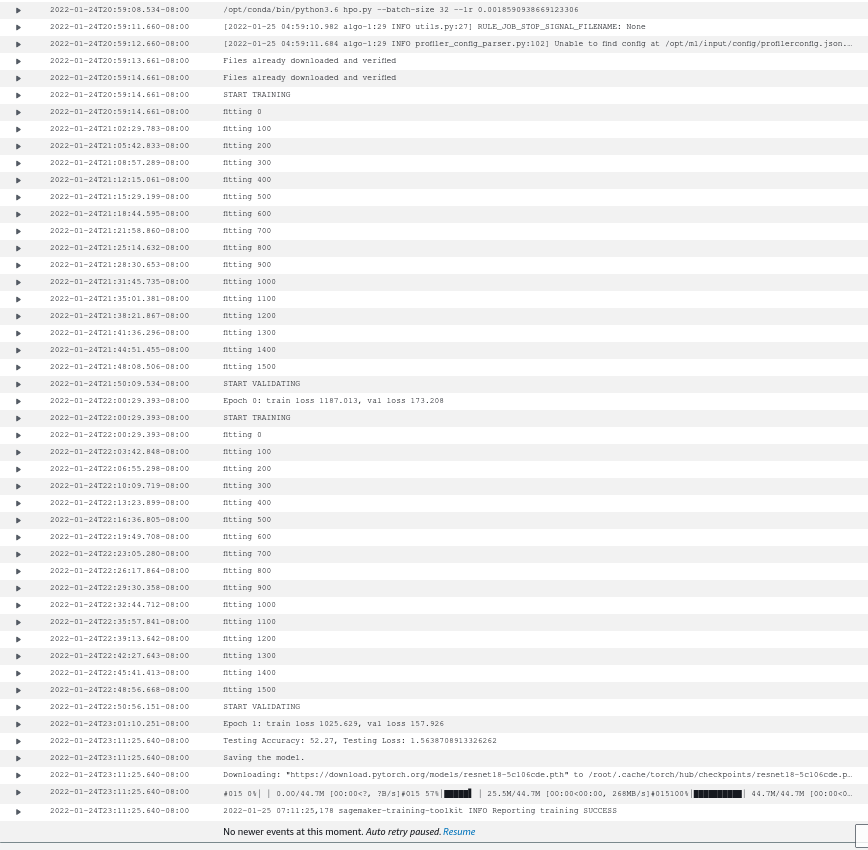 2022-01-24T20:59:08.534-08:00 /opt/conda/bin/python3.6 hpo.py --batch-size 32 --lr 0.0018590938669123306
2022-01-24T20:59:11.660-08:00 [2022-01-25 04:59:10.982 algo-1:29 INFO utils.py:27] RULE_JOB_STOP_SIGNAL_FILENAME: None
2022-01-24T20:59:12.660-08:00 [2022-01-25 04:59:11.684 algo-1:29 INFO profiler_config_parser.py:102] Unable to find config at /opt/ml/input/config/profilerconfig.json...
2022-01-24T20:59:13.661-08:00 Files already downloaded and verified
2022-01-24T20:59:14.661-08:00 Files already downloaded and verified
2022-01-24T20:59:14.661-08:00 START TRAINING
2022-01-24T20:59:14.661-08:00 fitting 0
2022-01-24T21:02:29.783-08:00 fitting 100
2022-01-24T21:05:42.833-08:00 fitting 200
2022-01-24T21:08:57.289-08:00 fitting 300
2022-01-24T21:12:15.061-08:00 fitting 400
2022-01-24T21:15:29.199-08:00 fitting 500
2022-01-24T21:18:44.595-08:00 fitting 600
2022-01-24T21:21:58.860-08:00 fitting 700
2022-01-24T21:25:14.632-08:00 fitting 800
2022-01-24T21:28:30.653-08:00 fitting 900
2022-01-24T21:31:45.735-08:00 fitting 1000
2022-01-24T21:35:01.381-08:00 fitting 1100
2022-01-24T21:38:21.867-08:00 fitting 1200
2022-01-24T21:41:36.296-08:00 fitting 1300
2022-01-24T21:44:51.455-08:00 fitting 1400
2022-01-24T21:48:08.506-08:00 fitting 1500
2022-01-24T21:50:09.534-08:00 START VALIDATING
2022-01-24T22:00:29.393-08:00 Epoch 0: train loss 1187.013, val loss 173.208
2022-01-24T22:00:29.393-08:00 START TRAINING
2022-01-24T22:00:29.393-08:00 fitting 0
2022-01-24T22:03:42.848-08:00 fitting 100
2022-01-24T22:06:55.298-08:00 fitting 200
2022-01-24T22:10:09.719-08:00 fitting 300
2022-01-24T22:13:23.899-08:00 fitting 400
2022-01-24T22:16:36.805-08:00 fitting 500
2022-01-24T22:19:49.708-08:00 fitting 600
2022-01-24T22:23:05.280-08:00 fitting 700
2022-01-24T22:26:17.864-08:00 fitting 800
2022-01-24T22:29:30.358-08:00 fitting 900
2022-01-24T22:32:44.712-08:00 fitting 1000
2022-01-24T22:35:57.841-08:00 fitting 1100
2022-01-24T22:39:13.642-08:00 fitting 1200
2022-01-24T22:42:27.643-08:00 fitting 1300
2022-01-24T22:45:41.413-08:00 fitting 1400
2022-01-24T22:48:56.668-08:00 fitting 1500
2022-01-24T22:50:56.151-08:00 START VALIDATING
2022-01-24T23:01:10.251-08:00 Epoch 1: train loss 1025.629, val loss 157.926
2022-01-24T23:11:25.640-08:00 Testing Accuracy: 52.27, Testing Loss: 1.5638708913326262
2022-01-24T23:11:25.640-08:00 Saving the model.
2022-01-24T23:11:25.640-08:00 Downloading: "https://download.pytorch.org/models/resnet18-5c106cde.pth" to /root/.cache/torch/hub/checkpoints/resnet18-5c106cde.p...
2022-01-24T23:11:25.640-08:00 #015 0%| | 0.00/44.7M [00:00<?, ?B/s]#015 57%|█████▋ | 25.5M/44.7M [00:00<00:00, 268MB/s]#015100%|██████████| 44.7M/44.7M [00:00<0...
2022-01-24T23:11:25.640-08:00 2022-01-25 07:11:25,178 sagemaker-training-toolkit INFO Reporting training SUCCESS
No newer events at this moment. Auto retry paused. Resume